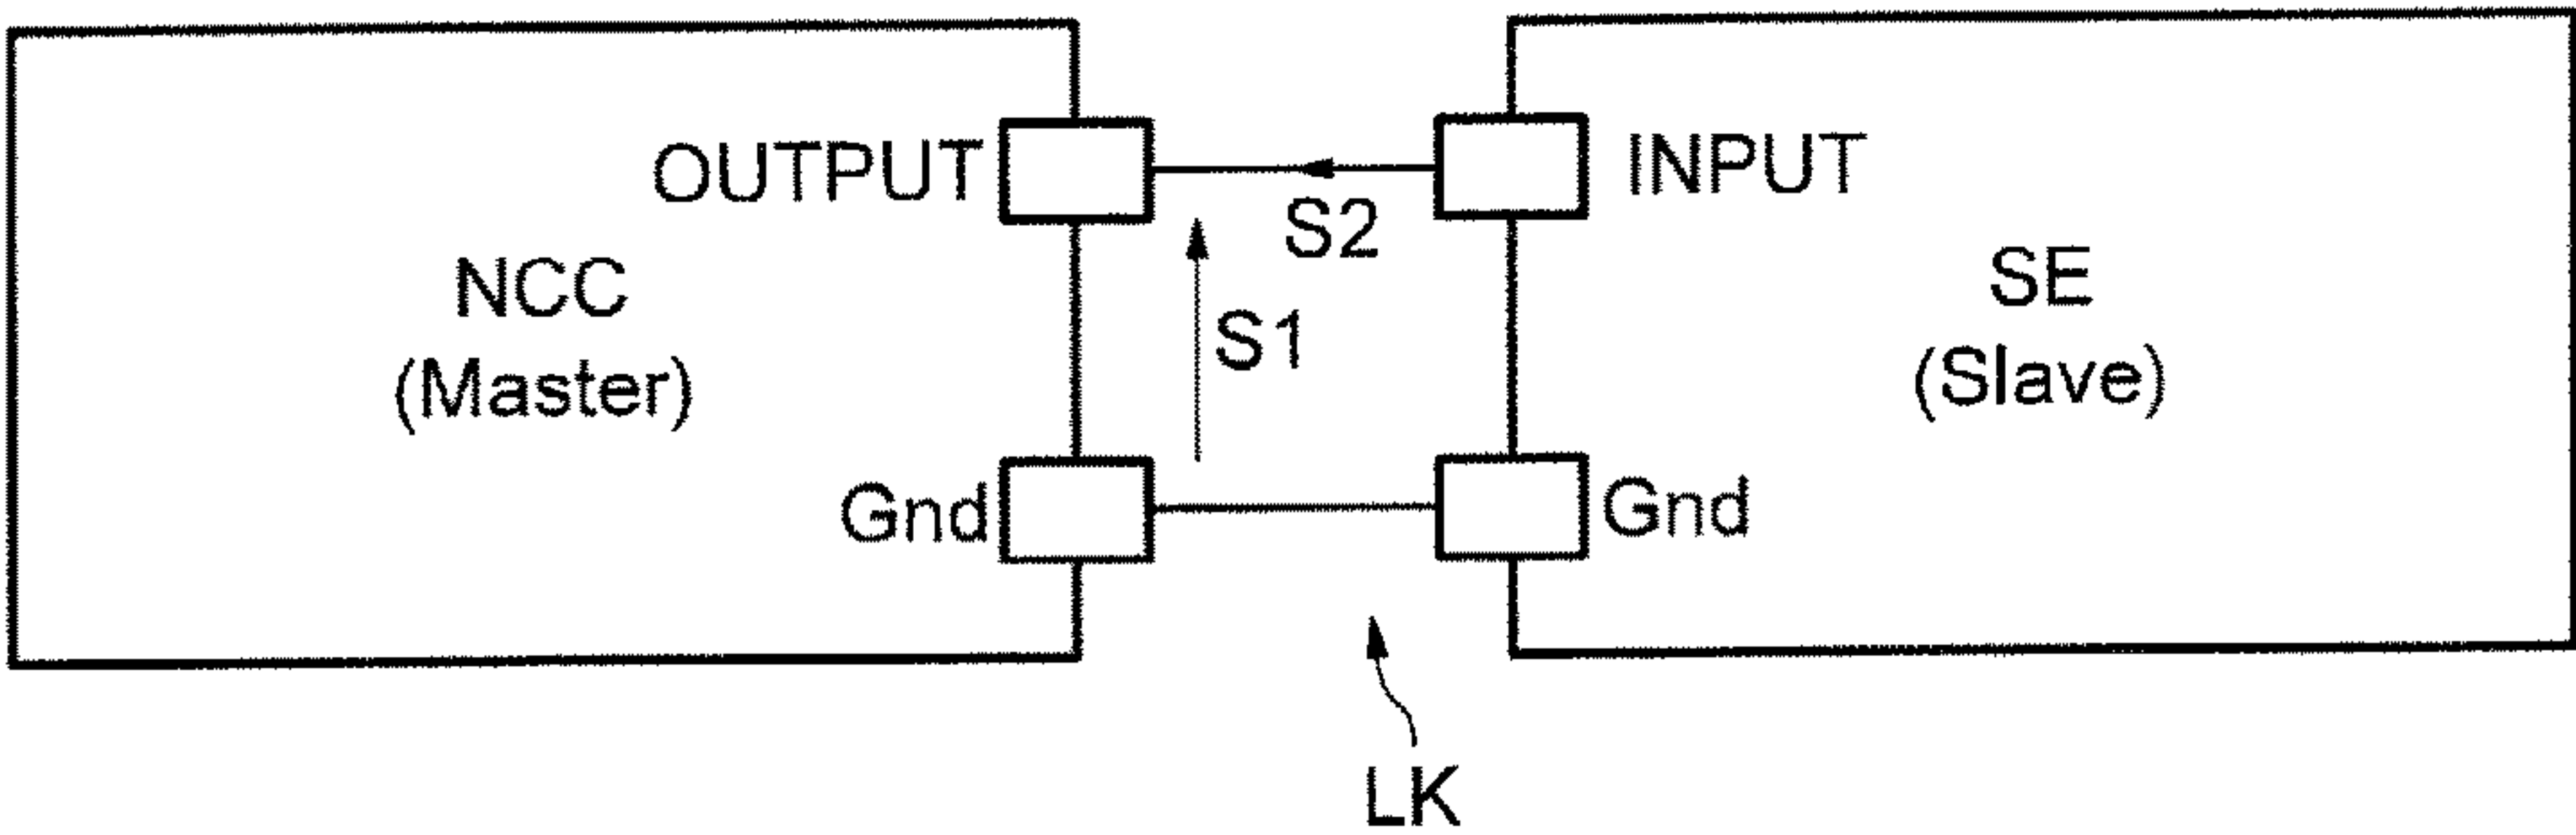 OUTPUT
INPUT
S2
NCC
(Master)
S1
SE
(Slave)
Gnd
Gnd
LK